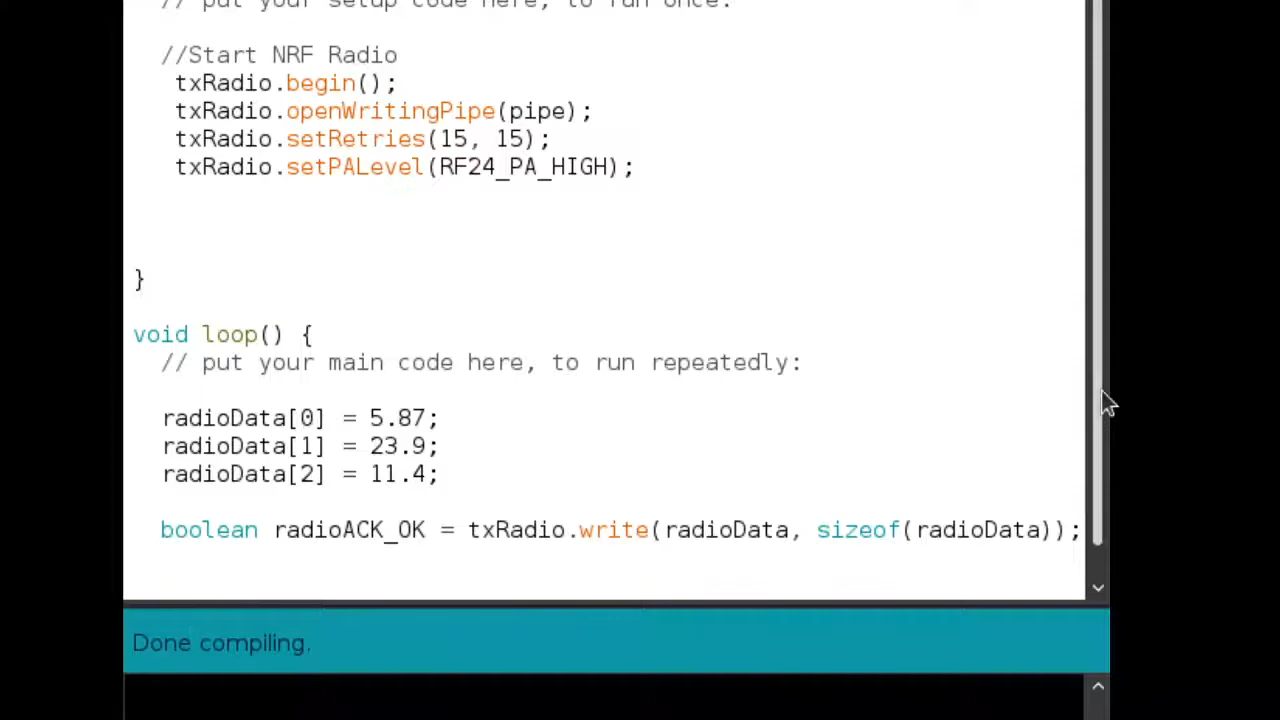 // put your setup code here, to run once:
//Start NRF Radio
txRadio.begin();
txRadio.openWritingPipe(pipe);
txRadio.setRetries(15, 15);
txRadio.setPALevel(RF24_PA_HIGH);
}
void loop() {
// put your main code here, to run repeatedly:
radioData[0] = 5.87;
radioData[1] = 23.9;
radioData[2] = 11.4;
boolean radioACK_OK = txRadio.write(radioData, sizeof(radioData));
Done compiling.